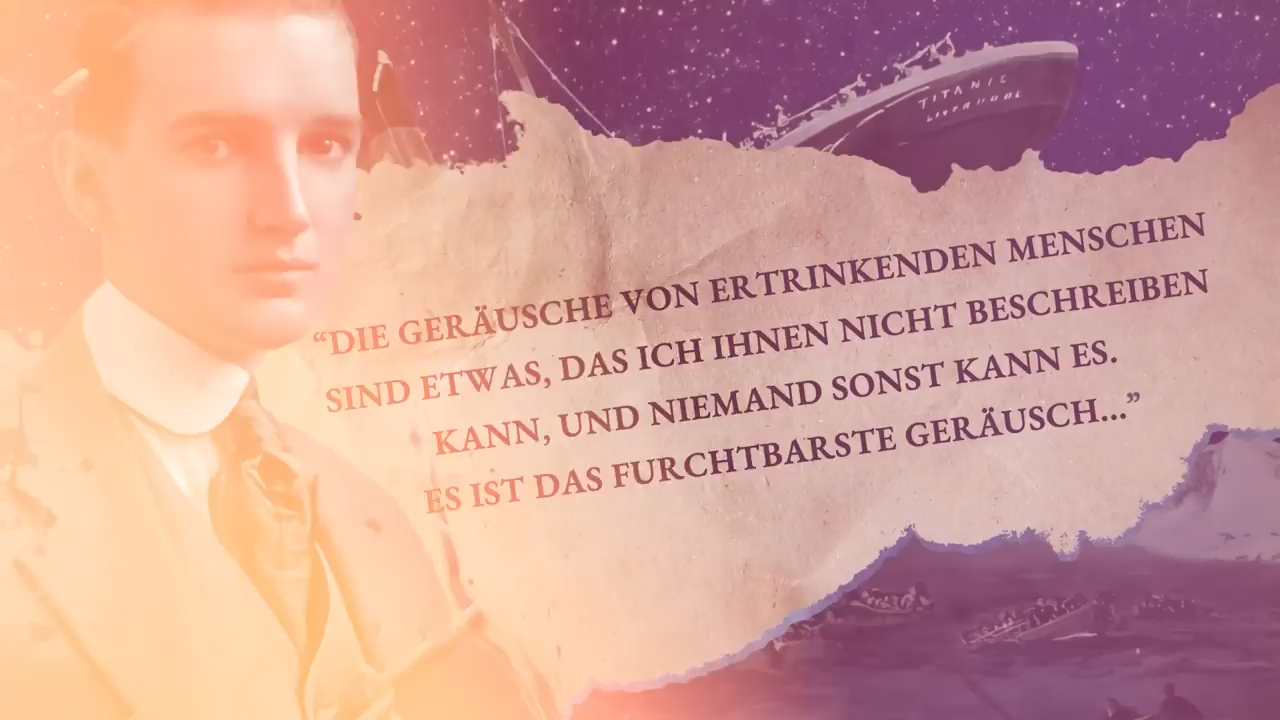 TITANIC
“DIE GERÄUSCHE VON ERTRINKENDEN MENSCHEN
SIND ETWAS, DAS ICH IHNEN NICHT BESCHREIBEN
KANN, UND NIEMAND SONST KANN ES.
ES IST DAS FURCHTBARSTE GERÄUSCH...”